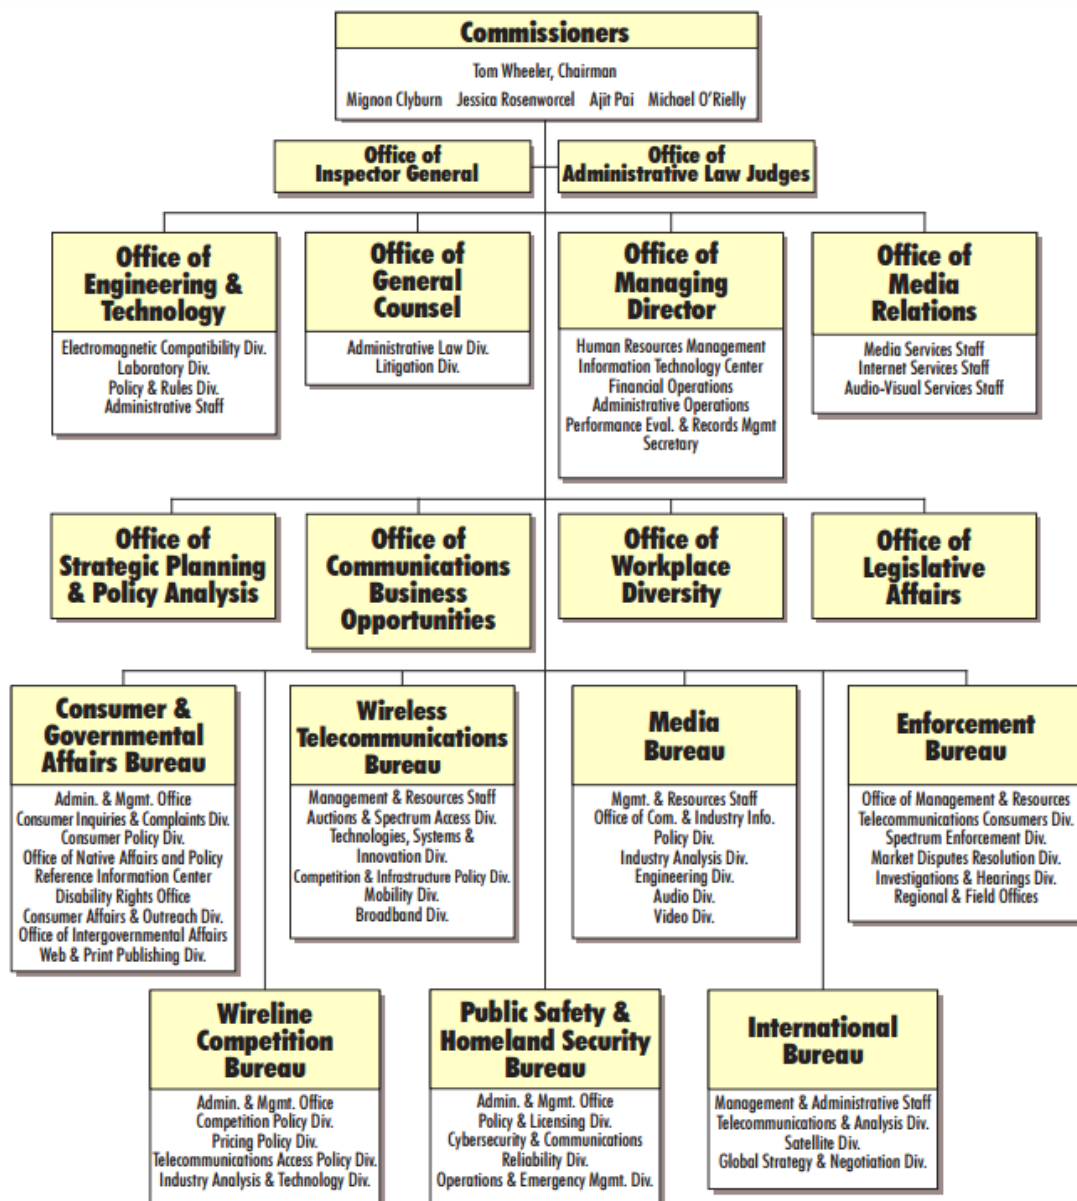 Commissioners
Tom Wheeler, Chairman
Mignon Clyburn Jessica Rosenworcel Ajit Pai Michael O'Rielly
Office of
Inspector General
Office of
Administrative Law Judges
Office of
Engineering &
Technology
Electromagnetic Compatibility Div.
Laboratory Div.
Policy & Rules Div.
Administrative Staff
Office of
General
Counsel
Administrative Law Div.
Litigation Div.
Office of
Managing
Director
Human Resources Management
Information Technology Center
Financial Operations
Administrative Operations
Performance Eval. & Records Mgmt
Secretary
Office of
Media
Relations
Media Services Staff
Internet Services Staff
Audio-Visual Services Staff
Office of
Strategic Planning
& Policy Analysis
Office of
Communications
Business
Opportunities
Office of
Workplace
Diversity
Office of
Legislative
Affairs
Consumer &
Governmental
Affairs Bureau
Admin. & Mgmt. Office
Consumer Inquiries & Complaints Div.
Consumer Policy Div.
Office of Native Affairs and Policy
Reference Information Center
Disability Rights Office
Consumer Affairs & Outreach Div.
Office of Intergovernmental Affairs
Web & Print Publishing Div.
Wireless
Telecommunications
Bureau
Management & Resources Staff
Auctions & Spectrum Access Div.
Technologies, Systems &
Innovation Div.
Competition & Infrastructure Policy Div.
Mobility Div.
Broadband Div.
Media
Bureau
Mgmt. & Resources Staff
Office of Com. & Industry Info.
Policy Div.
Industry Analysis Div.
Engineering Div.
Audio Div.
Video Div.
Enforcement
Bureau
Office of Management & Resources
Telecommunications Consumers Div.
Spectrum Enforcement Div.
Market Disputes Resolution Div.
Investigations & Hearings Div.
Regional & Field Offices
Wireline
Competition
Bureau
Admin. & Mgmt. Office
Competition Policy Div.
Pricing Policy Div.
Telecommunications Access Policy Div.
Industry Analysis & Technology Div.
Public Safety &
Homeland Security
Bureau
Admin. & Mgmt. Office
Policy & Licensing Div.
Cybersecurity & Communications
Reliability Div.
Operations & Emergency Mgmt. Div.
International
Bureau
Management & Administrative Staff
Telecommunications & Analysis Div.
Satellite Div.
Global Strategy & Negotiation Div.